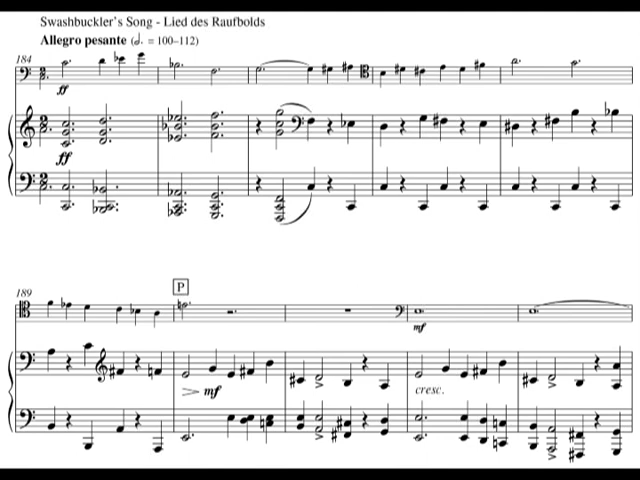 Swashbuckler's Song - Lied des Raufbolds
Allegro pesante (𝅗𝅥. = 100–112)
184
ff
ff
189
P
mf
mf
cresc.